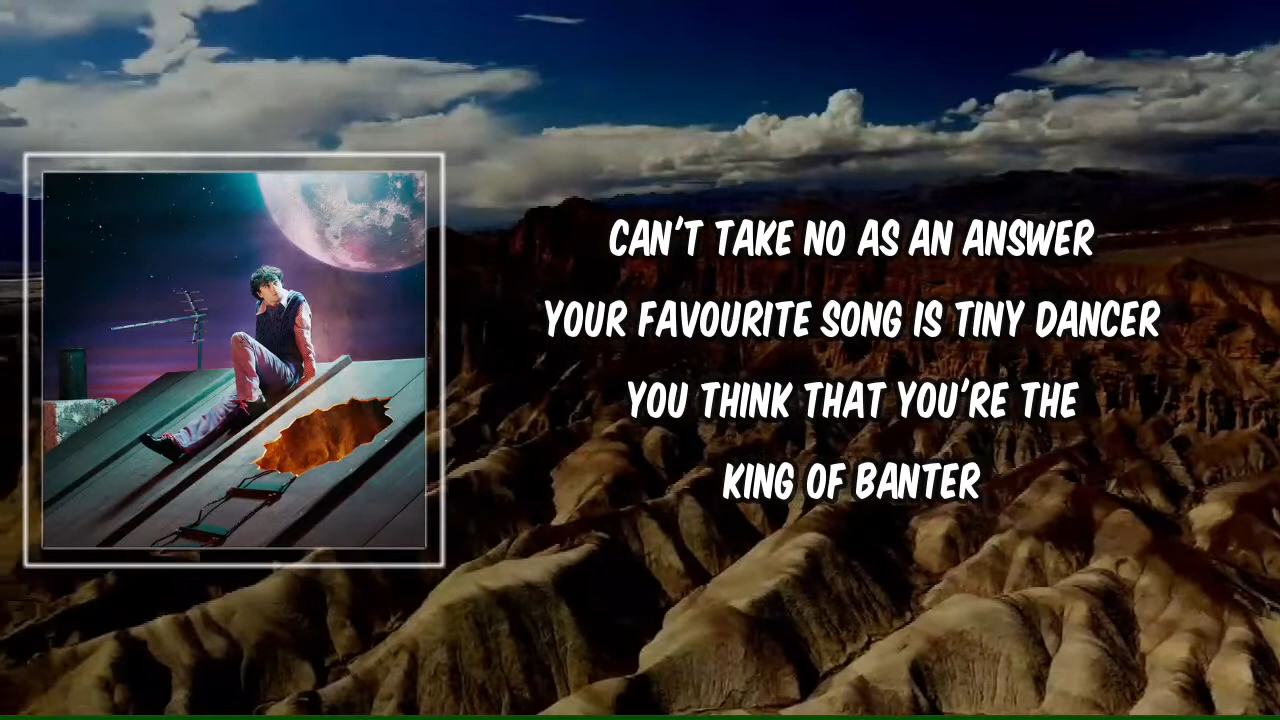 CAN'T TAKE NO AS AN ANSWER
YOUR FAVOURITE SONG IS TINY DANCER
YOU THINK THAT YOU'RE THE
KING OF BANTER